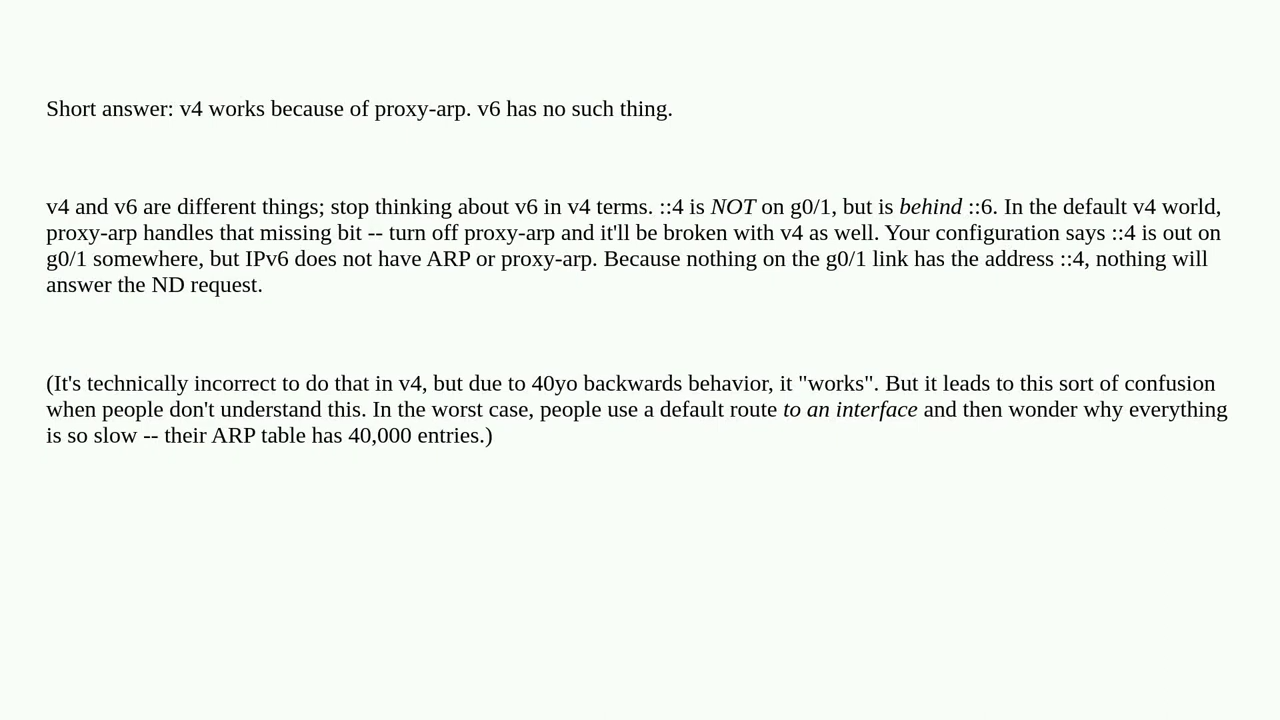 Short answer: v4 works because of proxy-arp. v6 has no such thing.
v4 and v6 are different things; stop thinking about v6 in v4 terms. ::4 is NOT on g0/1, but is behind ::6. In the default v4 world,
proxy-arp handles that missing bit -- turn off proxy-arp and it'll be broken with v4 as well. Your configuration says ::4 is out on
g0/1 somewhere, but IPv6 does not have ARP or proxy-arp. Because nothing on the g0/1 link has the address ::4, nothing will
answer the ND request.
(It's technically incorrect to do that in v4, but due to 40yo backwards behavior, it "works". But it leads to this sort of confusion
when people don't understand this. In the worst case, people use a default route to an interface and then wonder why everything
is so slow -- their ARP table has 40,000 entries.)